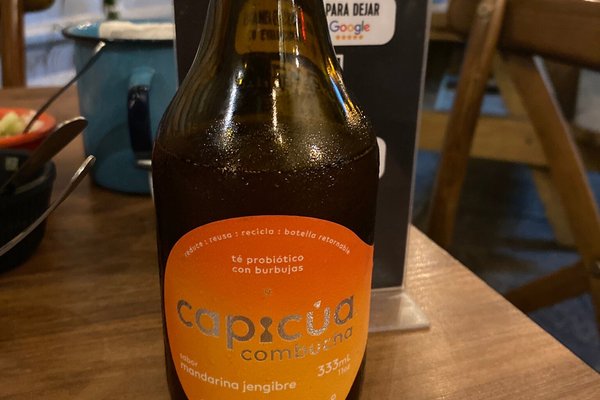 PARA DEJAR
Google
reduce : reusa : recicla : botella retornable
té probiótico
con burbujas
capicúa
combucha
sabor
mandarina jengibre
333mL